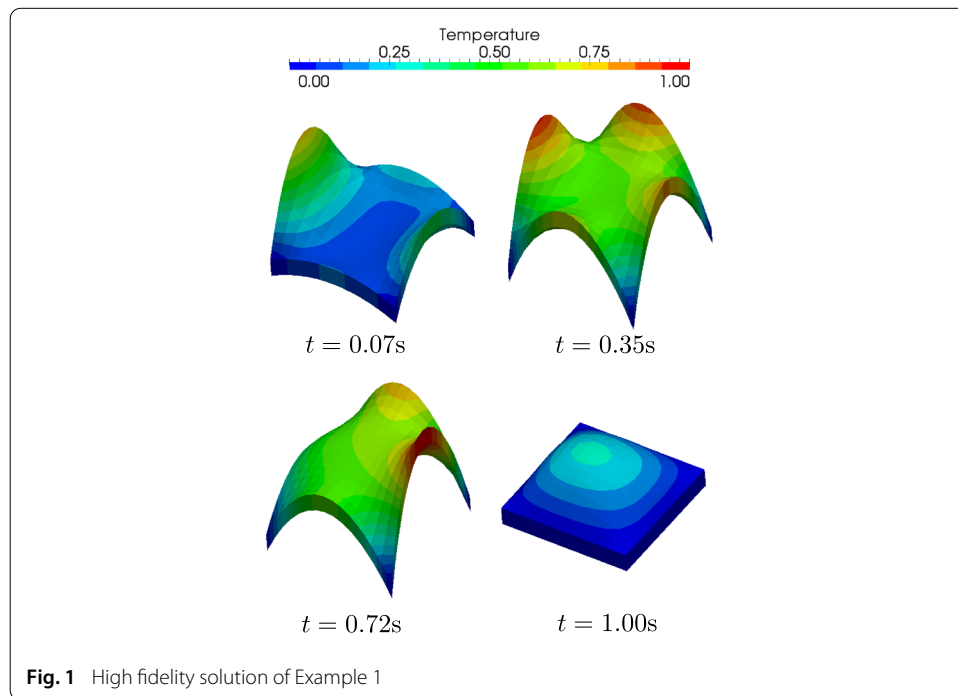 Temperature
0.25 0.50 0.75
0.00 1.00
t = 0.07s t = 0.35s
t = 0.72s t = 1.00s
Fig. 1 High fidelity solution of Example 1